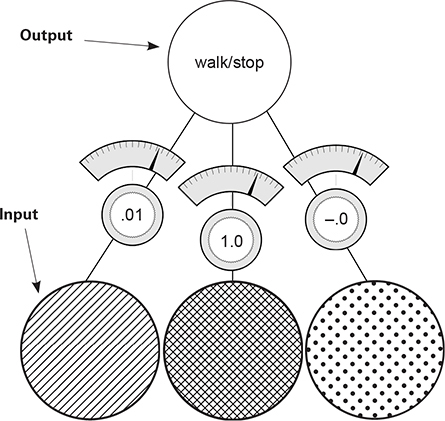 Output
walk/stop
.01
1.0
–.0
Input